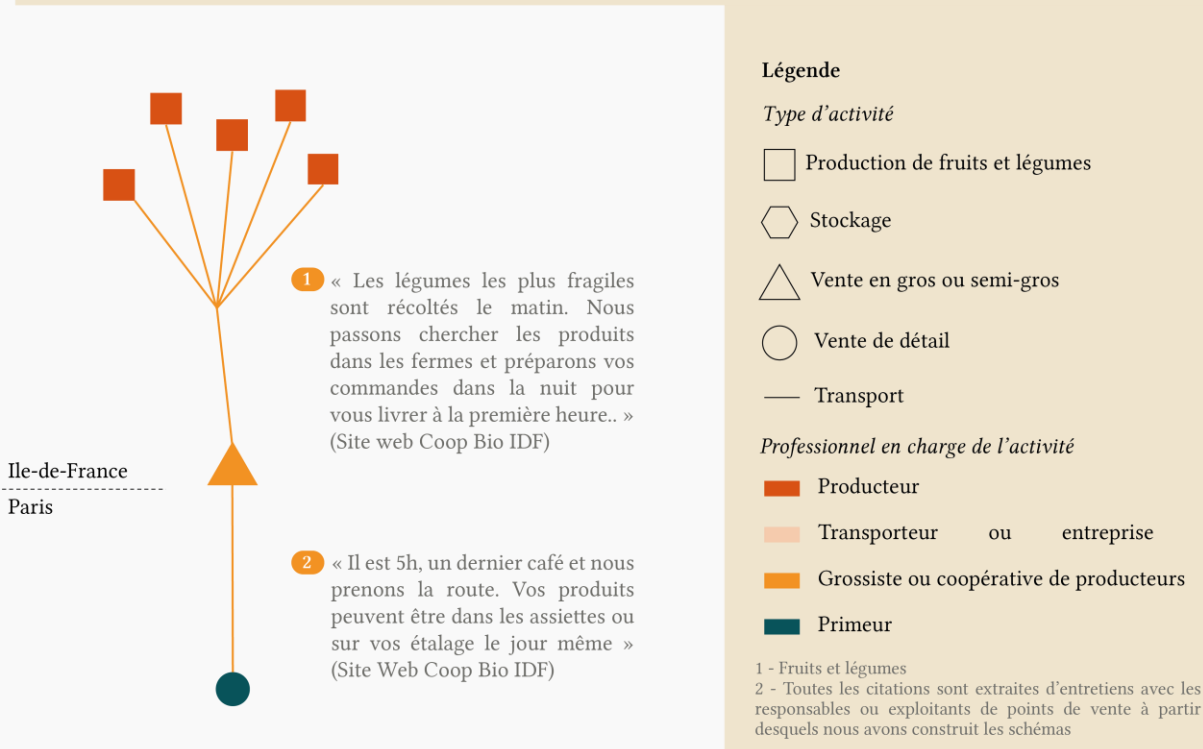 Ile-de-France
Paris
1 « Les légumes les plus fragiles
sont récoltés le matin. Nous
passons chercher les produits
dans les fermes et préparons vos
commandes dans la nuit pour
vous livrer à la première heure.. »
(Site web Coop Bio IDF)
2 « Il est 5h, un dernier café et nous
prenons la route. Vos produits
peuvent être dans les assiettes ou
sur vos étalage le jour même »
(Site Web Coop Bio IDF)
Légende
Type d’activité
Production de fruits et légumes
Stockage
Vente en gros ou semi-gros
Vente de détail
Transport
Professionnel en charge de l’activité
Producteur
Transporteur ou entreprise
Grossiste ou coopérative de producteurs
Primeur
1 - Fruits et légumes
2 - Toutes les citations sont extraites d’entretiens avec les
responsables ou exploitants de points de vente à partir
desquels nous avons construit les schémas